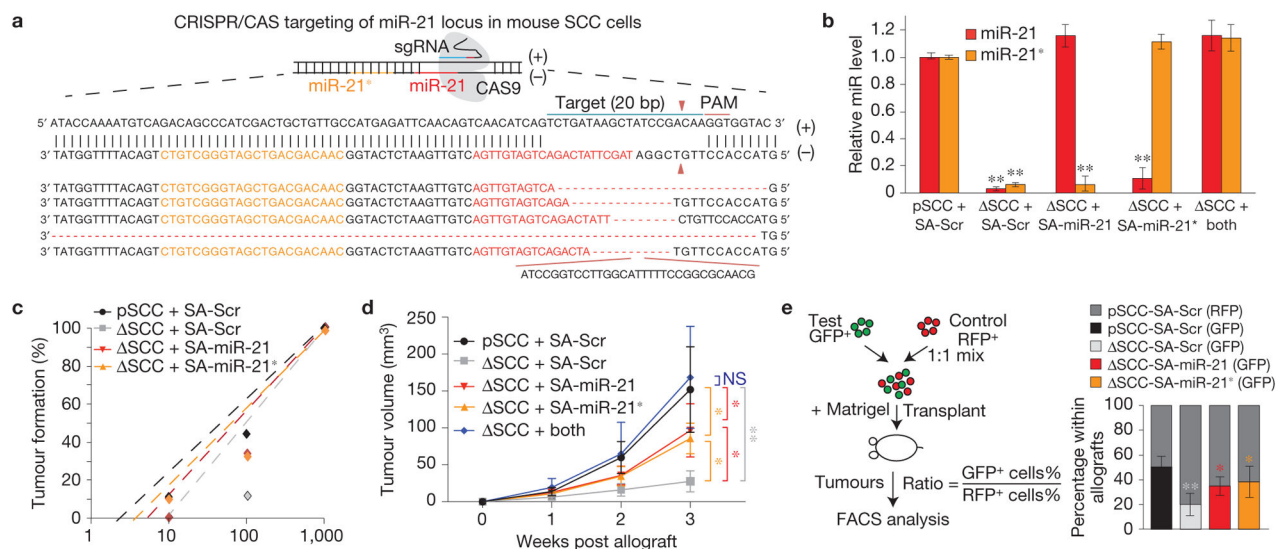 a
CRISPR/CAS targeting of miR-21 locus in mouse SCC cells
sgRNA
(+)
(−)
miR-21*
miR-21
CAS9
Target (20 bp)
PAM
5′ ATACCAAAATGTCAGACAGCCCATCGACTGCTGTTGCCATGAGATTCAACAGTCAACATCAGTCTGATAAGCTATCCGACAAGGTGGTAC 3′ (+)
3′ TATGGTTTTACAGTCTGTCGGGTAGCTGACGACAACGGTACTCTAAGTTGTCAGTTGTAGTCAGACTATTCGAT AGGCTGTTCCACCATG 5′ (−)
3′ TATGGTTTTACAGTCTGTCGGGTAGCTGACGACAACGGTACTCTAAGTTGTCAGTTGTAGTCA G 5′
3′ TATGGTTTTACAGTCTGTCGGGTAGCTGACGACAACGGTACTCTAAGTTGTCAGTTGTAGTCAGA TGTTCCACCATG 5′
3′ TATGGTTTTACAGTCTGTCGGGTAGCTGACGACAACGGTACTCTAAGTTGTCAGTTGTAGTCAGACTATT CTGTTCCACCATG 5′
3′ TG 5′
3′ TATGGTTTTACAGTCTGTCGGGTAGCTGACGACAACGGTACTCTAAGTTGTCAGTTGTAGTCAGACTA TGTTCCACCATG 5′
ATCCGGTCCTTGGCATTTTTCCGGCGCAACG
b
Relative miR level
1.2
1.0
0.8
0.6
0.4
0.2
0
miR-21
miR-21*
**
**
**
**
pSCC + SA-Scr
ΔSCC + SA-Scr
ΔSCC + SA-miR-21
ΔSCC + SA-miR-21*
ΔSCC + both
c
pSCC + SA-Scr
ΔSCC + SA-Scr
ΔSCC + SA-miR-21
ΔSCC + SA-miR-21*
Tumour formation (%)
100
80
60
40
20
0
1
10
100
1,000
d
Tumour volume (mm³)
250
200
150
100
50
0
pSCC + SA-Scr
ΔSCC + SA-Scr
ΔSCC + SA-miR-21
ΔSCC + SA-miR-21*
ΔSCC + both
NS
*
*
**
*
*
0
1
2
3
Weeks post allograft
e
Test GFP⁺
Control RFP⁺
1:1 mix
+ Matrigel
Transplant
Tumours
Ratio = GFP⁺ cells% / RFP⁺ cells%
FACS analysis
pSCC-SA-Scr (RFP)
pSCC-SA-Scr (GFP)
ΔSCC-SA-Scr (GFP)
ΔSCC-SA-miR-21 (GFP)
ΔSCC-SA-miR-21* (GFP)
Percentage within allografts
100
80
60
40
20
0
**
*
*